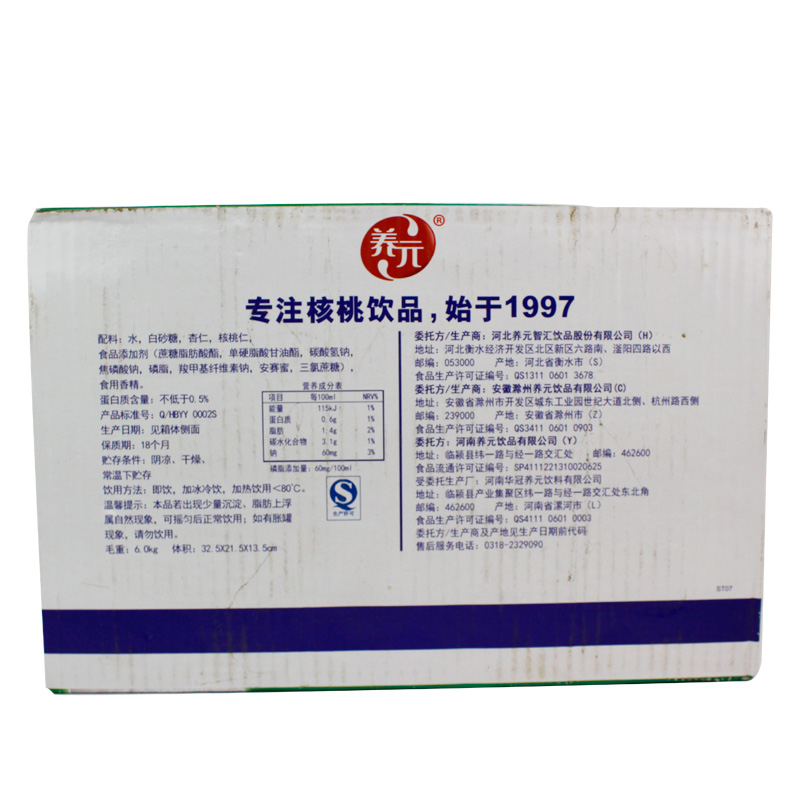 养元®
专注核桃饮品,始于1997
配料:水,白砂糖,杏仁,核桃仁,
食品添加剂(蔗糖脂肪酸酯,单硬脂酸甘油酯,碳酸氢钠,
焦磷酸钠,磷脂,羧甲基纤维素钠,安赛蜜,三氯蔗糖),
食用香精。
蛋白质含量:不低于0.5%
产品标准号:Q/HBYY 0002S
生产日期:见箱体侧面
保质期:18个月
贮存条件:阴凉、干燥、
常温下贮存
营养成分表
项目 每100ml NRV%
能量 115kJ 1%
蛋白质 0.6g 1%
脂肪 1.4g 2%
碳水化合物 3.1g 1%
钠 60mg 3%
磷脂添加量:60mg/100ml
饮用方法:即饮,加冰冷饮,加热饮用<80℃。
温馨提示:本品若出现少量沉淀、脂肪上浮
属自然现象,可摇匀后正常饮用;如有胀罐
现象,请勿饮用。
毛重:6.0kg 体积:32.5X21.5X13.5cm
生产许可
委托方/生产商:河北养元智汇饮品股份有限公司(H)
地址:河北衡水经济开发区北区新区六路南、滏阳四路以西
邮编:053000 产地:河北省衡水市(S)
食品生产许可证编号:QS1311 0601 3678
委托方/生产商:安徽滁州养元饮品有限公司(C)
地址:安徽省滁州市开发区城东工业园世纪大道北侧、杭州路西侧
邮编:239000 产地:安徽省滁州市(Z)
食品生产许可证编号:QS3411 0601 0903
委托方:河南养元饮品有限公司(Y)
地址:临颍县纬一路与经一路交汇处 邮编:462600
食品流通许可证编号:SP4111221310020625
受委托生产厂:河南华冠养元饮料有限公司
地址:临颍县产业集聚区纬一路与经一路交汇处东北角
邮编:462600 产地:河南省漯河市(L)
食品生产许可证编号:QS4111 0601 0003
委托方/生产商及产地见生产日期前代码
售后服务电话:0318-2329090